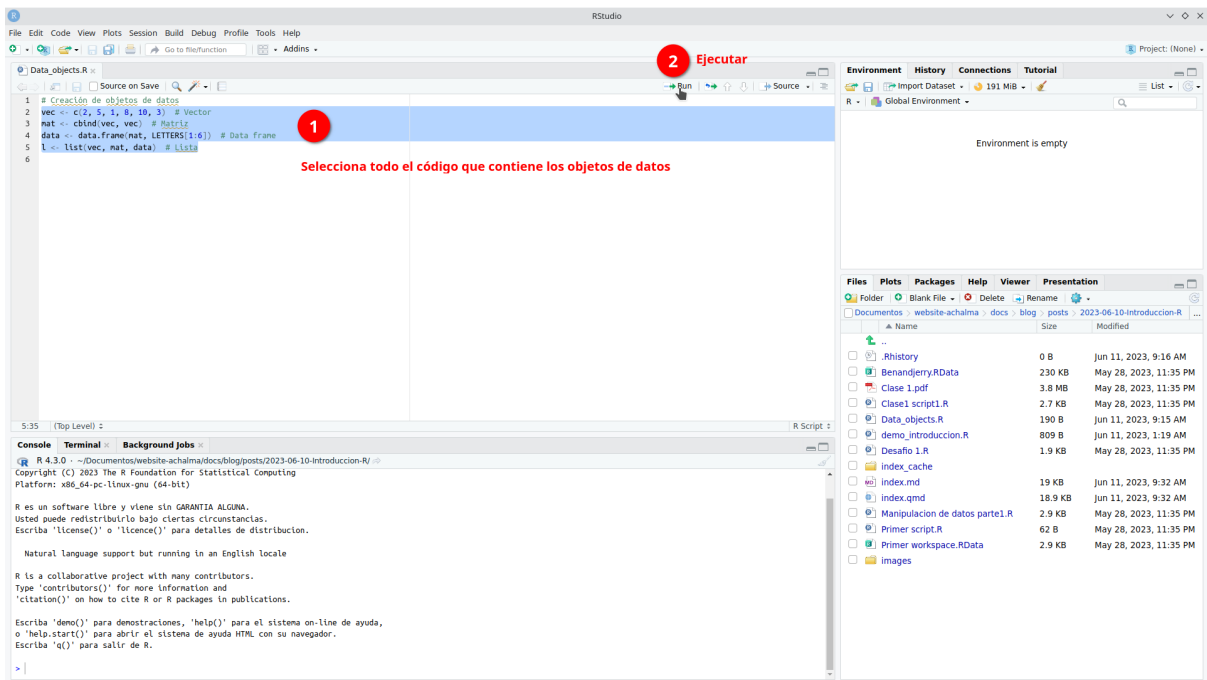 RStudio
File Edit Code View Plots Session Build Debug Profile Tools Help
Go to file/function Addins Project: (None)
Data_objects.R
Source on Save Run Source
2 Ejecutar
1 # Creación de objetos de datos
2 vec <- c(2, 5, 1, 8, 10, 3) # Vector
3 mat <- cbind(vec, vec) # Matriz
4 data <- data.frame(mat, LETTERS[1:6]) # Data frame
5 l <- list(vec, mat, data) # Lista
6
1
Selecciona todo el código que contiene los objetos de datos
5:35 (Top Level) R Script
Console Terminal Background Jobs
R 4.3.0 · ~/Documentos/website-achalma/docs/blog/posts/2023-06-10-Introduccion-R/
Copyright (C) 2023 The R Foundation for Statistical Computing
Platform: x86_64-pc-linux-gnu (64-bit)
R es un software libre y viene sin GARANTIA ALGUNA.
Usted puede redistribuirlo bajo ciertas circunstancias.
Escriba 'license()' o 'licence()' para detalles de distribucion.
Natural language support but running in an English locale
R is a collaborative project with many contributors.
Type 'contributors()' for more information and
'citation()' on how to cite R or R packages in publications.
Escriba 'demo()' para demostraciones, 'help()' para el sistema on-line de ayuda,
o 'help.start()' para abrir el sistema de ayuda HTML con su navegador.
Escriba 'q()' para salir de R.
>
Environment History Connections Tutorial
Import Dataset 191 MiB List
R Global Environment
Environment is empty
Files Plots Packages Help Viewer Presentation
Folder Blank File Delete Rename
Documentos website-achalma docs blog posts 2023-06-10-Introduccion-R ...
Name Size Modified
..
.Rhistory 0 B Jun 11, 2023, 9:16 AM
Benandjerry.RData 230 KB May 28, 2023, 11:35 PM
Clase 1.pdf 3.8 MB May 28, 2023, 11:35 PM
Clase1 script1.R 2.7 KB May 28, 2023, 11:35 PM
Data_objects.R 190 B Jun 11, 2023, 9:15 AM
demo_introduccion.R 809 B Jun 11, 2023, 1:19 AM
Desafio 1.R 1.9 KB May 28, 2023, 11:35 PM
index_cache
index.md 19 KB Jun 11, 2023, 9:32 AM
index.qmd 18.9 KB Jun 11, 2023, 9:32 AM
Manipulacion de datos parte1.R 2.9 KB May 28, 2023, 11:35 PM
Primer script.R 62 B May 28, 2023, 11:35 PM
Primer workspace.RData 2.9 KB May 28, 2023, 11:35 PM
images